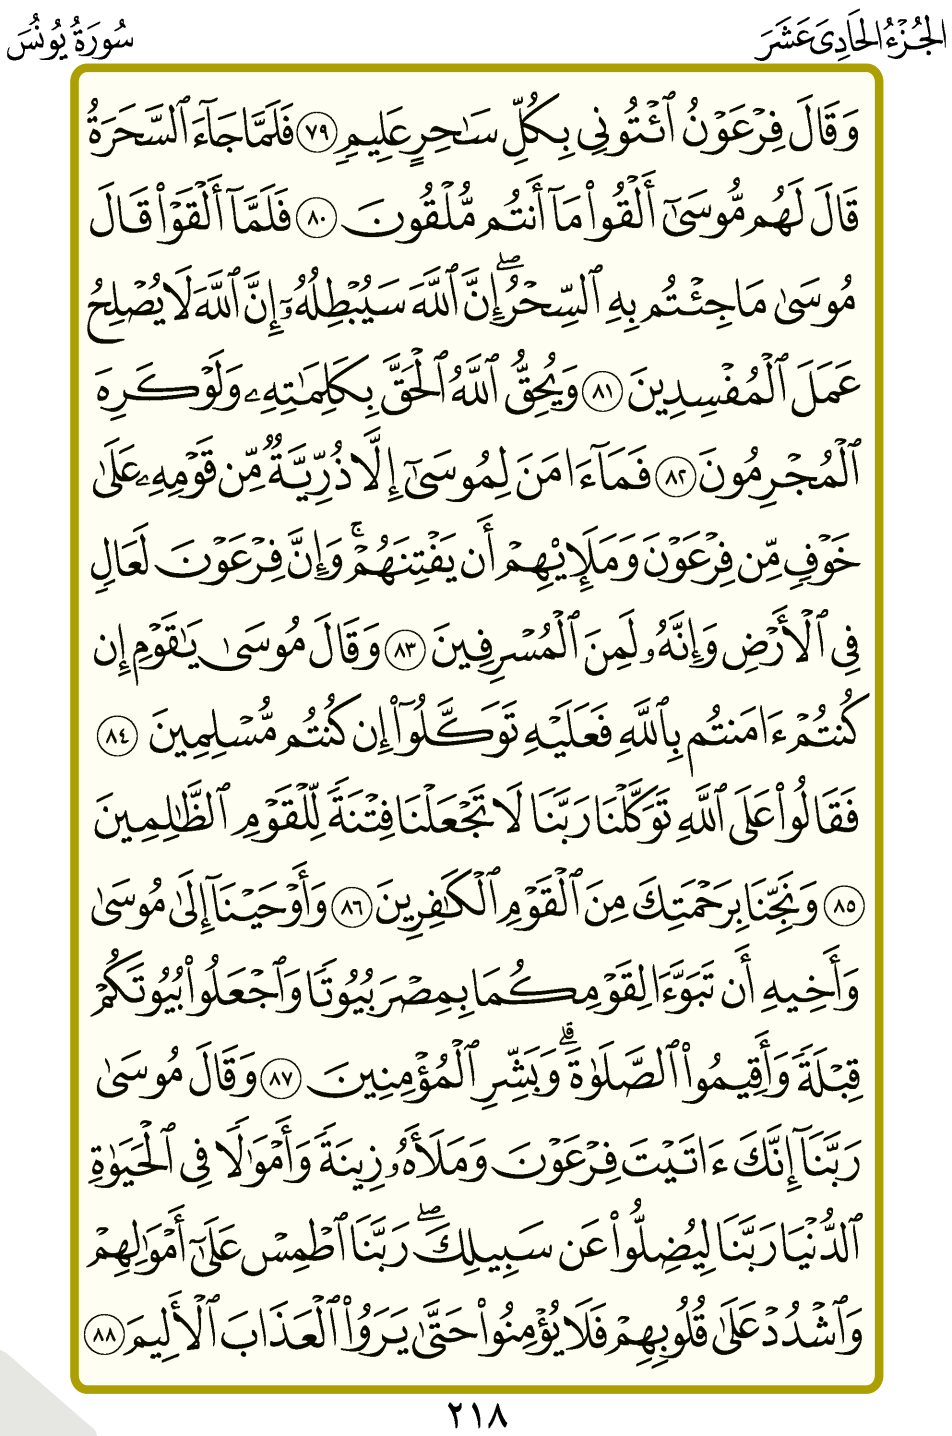 الجُزْءُ الحَادِىَ عَشَرَ
سُورَةُ يُونُسَ
وَقَالَ فِرْعَوْنُ ٱئْتُونِى بِكُلِّ سَٰحِرٍ عَلِيمٍ ٧٩ فَلَمَّا جَآءَ ٱلسَّحَرَةُ
قَالَ لَهُم مُّوسَىٰٓ أَلْقُوا۟ مَآ أَنتُم مُّلْقُونَ ٨٠ فَلَمَّآ أَلْقَوْا۟ قَالَ
مُوسَىٰ مَا جِئْتُم بِهِ ٱلسِّحْرُ ۖ إِنَّ ٱللَّهَ سَيُبْطِلُهُۥٓ ۖ إِنَّ ٱللَّهَ لَا يُصْلِحُ
عَمَلَ ٱلْمُفْسِدِينَ ٨١ وَيُحِقُّ ٱللَّهُ ٱلْحَقَّ بِكَلِمَٰتِهِۦ وَلَوْ كَرِهَ
ٱلْمُجْرِمُونَ ٨٢ فَمَآ ءَامَنَ لِمُوسَىٰٓ إِلَّا ذُرِّيَّةٌ مِّن قَوْمِهِۦ عَلَىٰ
خَوْفٍ مِّن فِرْعَوْنَ وَمَلَإِي۟هِمْ أَن يَفْتِنَهُمْ ۚ وَإِنَّ فِرْعَوْنَ لَعَالٍ
فِى ٱلْأَرْضِ وَإِنَّهُۥ لَمِنَ ٱلْمُسْرِفِينَ ٨٣ وَقَالَ مُوسَىٰ يَٰقَوْمِ إِن
كُنتُمْ ءَامَنتُم بِٱللَّهِ فَعَلَيْهِ تَوَكَّلُوٓا۟ إِن كُنتُم مُّسْلِمِينَ ٨٤
فَقَالُوا۟ عَلَى ٱللَّهِ تَوَكَّلْنَا رَبَّنَا لَا تَجْعَلْنَا فِتْنَةً لِّلْقَوْمِ ٱلظَّٰلِمِينَ
٨٥ وَنَجِّنَا بِرَحْمَتِكَ مِنَ ٱلْقَوْمِ ٱلْكَٰفِرِينَ ٨٦ وَأَوْحَيْنَآ إِلَىٰ مُوسَىٰ
وَأَخِيهِ أَن تَبَوَّءَا لِقَوْمِكُمَا بِمِصْرَ بُيُوتًا وَٱجْعَلُوا۟ بُيُوتَكُمْ
قِبْلَةً وَأَقِيمُوا۟ ٱلصَّلَوٰةَ ۗ وَبَشِّرِ ٱلْمُؤْمِنِينَ ٨٧ وَقَالَ مُوسَىٰ
رَبَّنَآ إِنَّكَ ءَاتَيْتَ فِرْعَوْنَ وَمَلَأَهُۥ زِينَةً وَأَمْوَٰلًا فِى ٱلْحَيَوٰةِ
ٱلدُّنْيَا رَبَّنَا لِيُضِلُّوا۟ عَن سَبِيلِكَ ۖ رَبَّنَا ٱطْمِسْ عَلَىٰٓ أَمْوَٰلِهِمْ
وَٱشْدُدْ عَلَىٰ قُلُوبِهِمْ فَلَا يُؤْمِنُوا۟ حَتَّىٰ يَرَوُا۟ ٱلْعَذَابَ ٱلْأَلِيمَ ٨٨
٢١٨